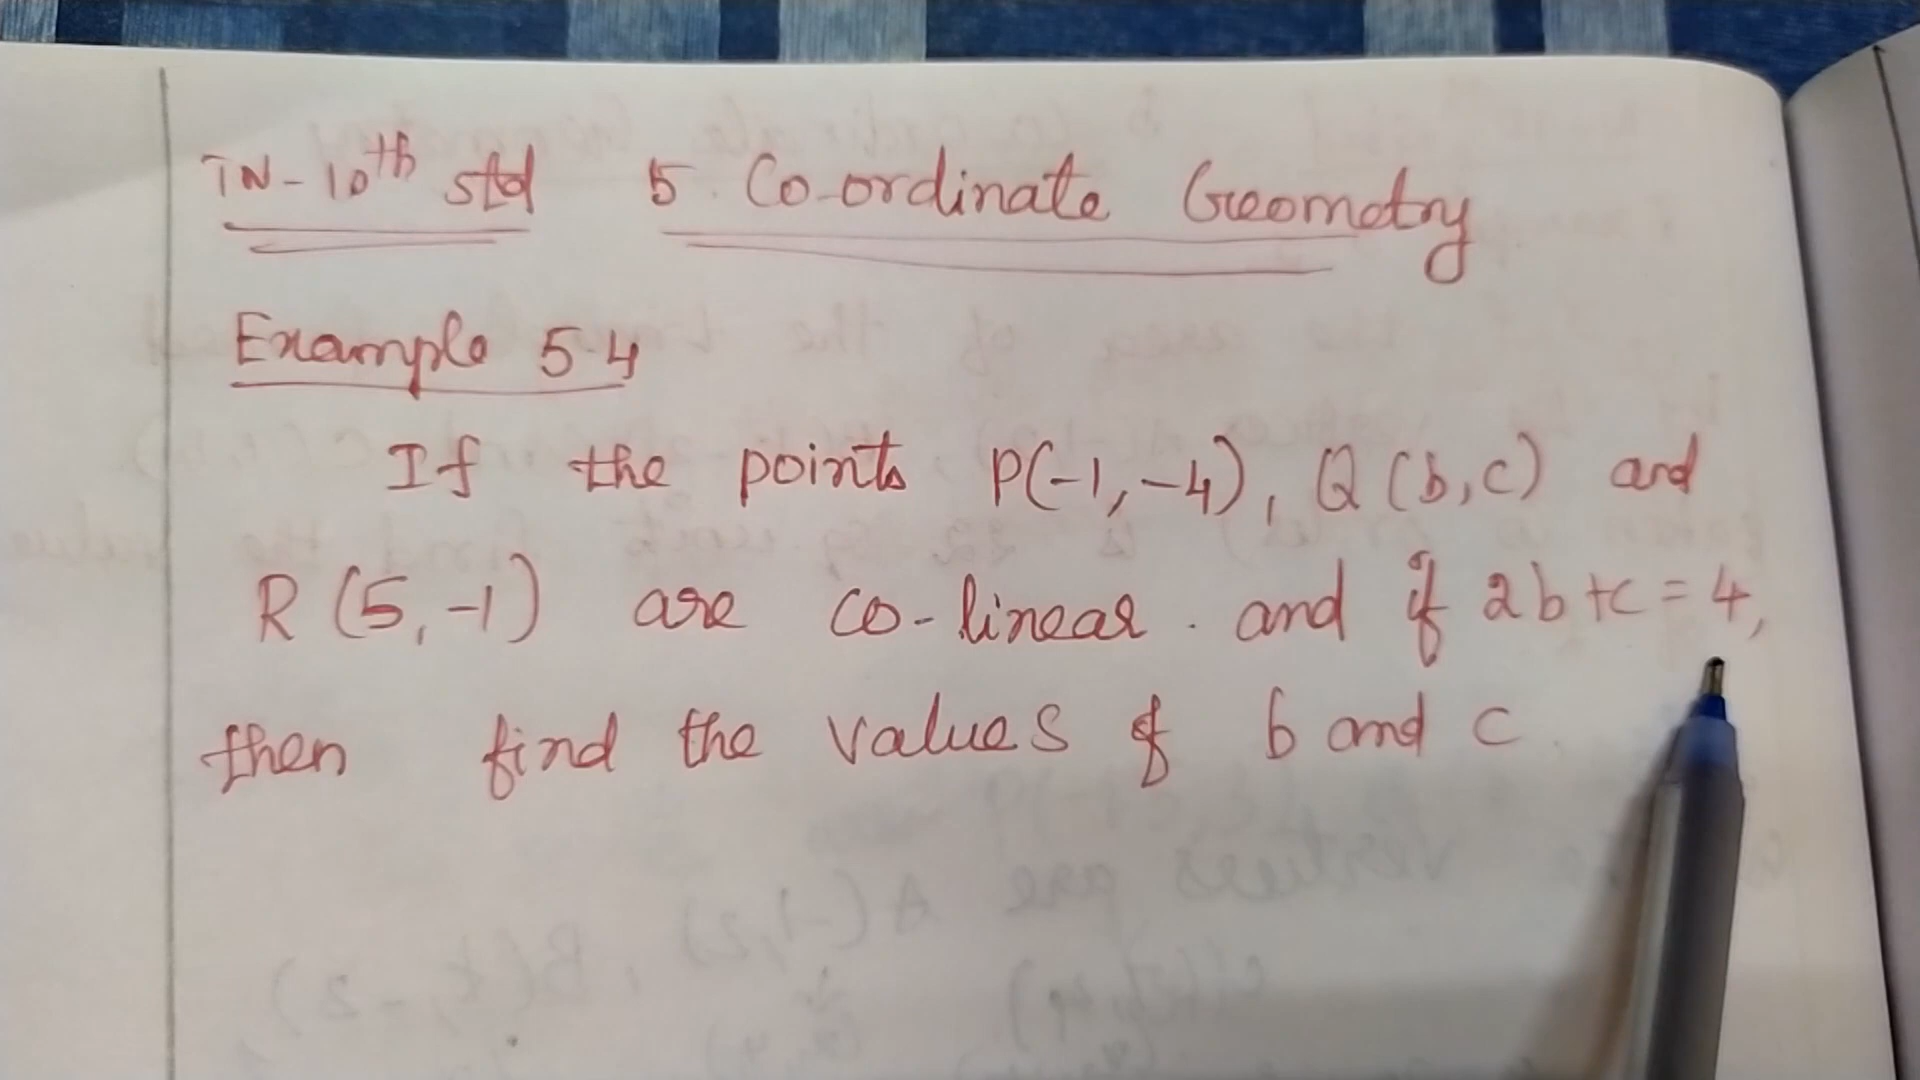 TN-10th std 5. Co-ordinate Geometry
Example 5.4
If the points P(-1,-4), Q(b,c) and
R(5,-1) are co-linear. and if 2b+c=4,
then find the values of b and c.